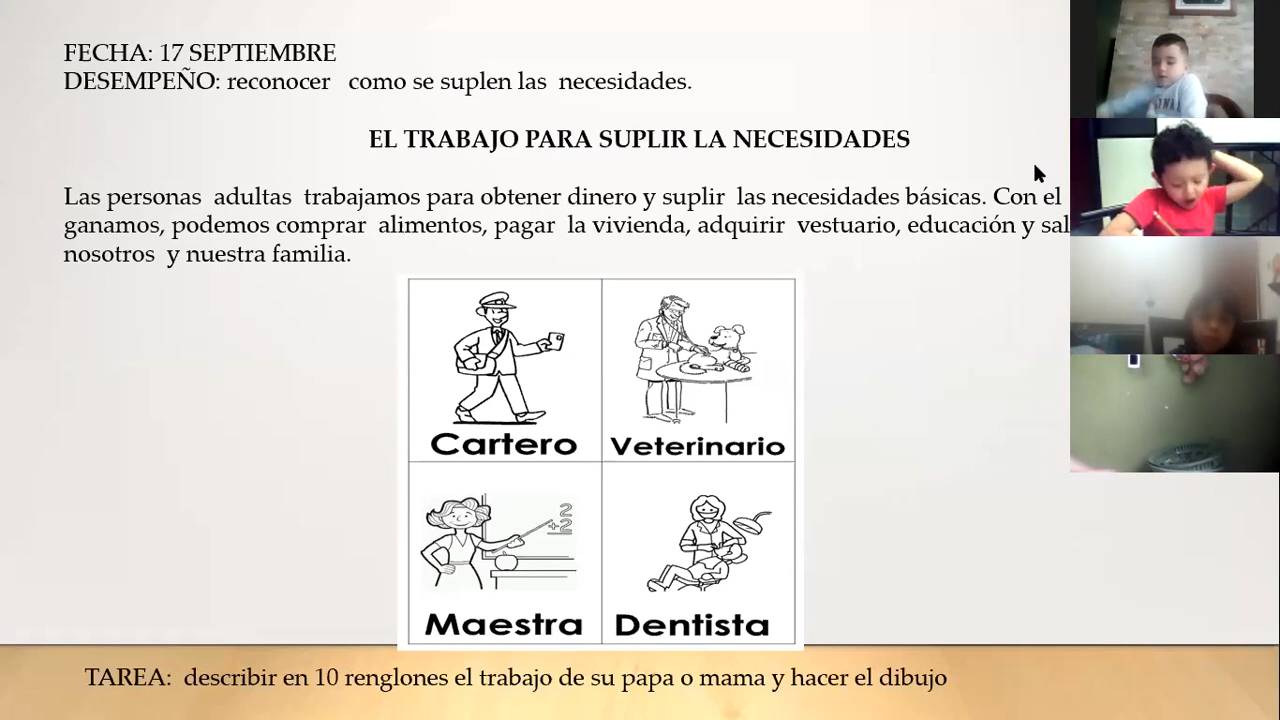 FECHA: 17 SEPTIEMBRE
DESEMPEÑO: reconocer como se suplen las necesidades.
EL TRABAJO PARA SUPLIR LA NECESIDADES
Las personas adultas trabajamos para obtener dinero y suplir las necesidades básicas. Con el
ganamos, podemos comprar alimentos, pagar la vivienda, adquirir vestuario, educación y sal
nosotros y nuestra familia.
Cartero
Veterinario
2
+2
Maestra
Dentista
TAREA: describir en 10 renglones el trabajo de su papa o mama y hacer el dibujo